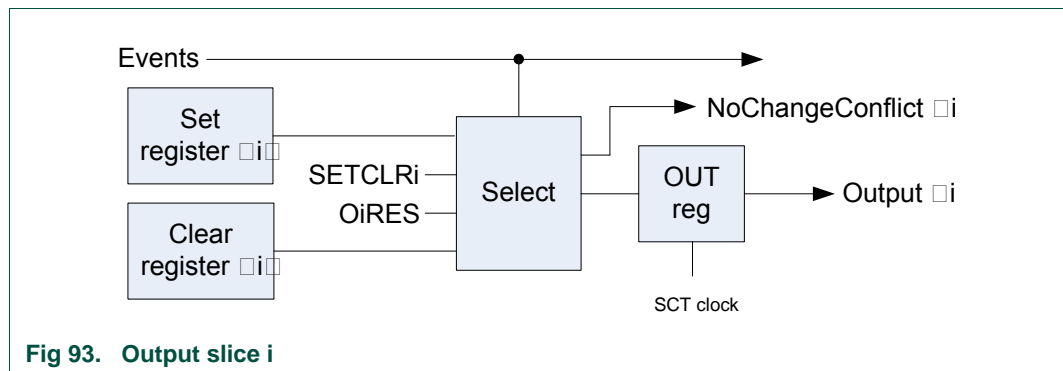 Events
Set
register □i□
NoChangeConflict □i
SETCLRi
OiRES
Select
OUT
reg
Output □i
Clear
register □i□
SCT clock
Fig 93. Output slice i